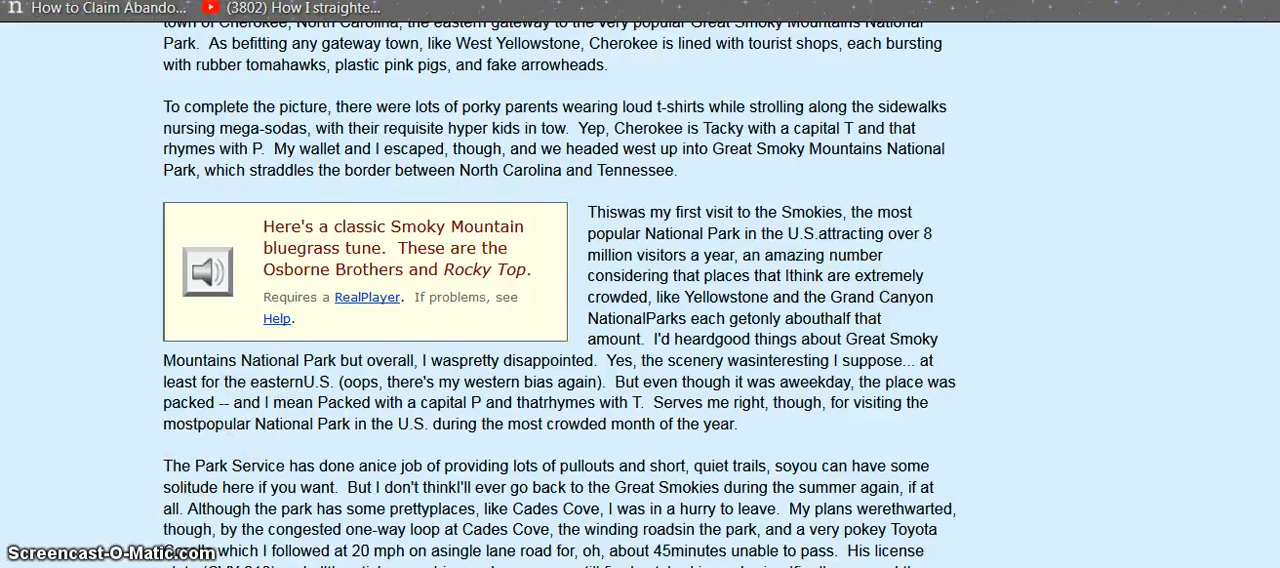 How to Claim Abando...
(3802) How I straighte...
town of Cherokee, North Carolina, the eastern gateway to the very popular Great Smoky Mountains National
Park.  As befitting any gateway town, like West Yellowstone, Cherokee is lined with tourist shops, each bursting
with rubber tomahawks, plastic pink pigs, and fake arrowheads.
To complete the picture, there were lots of porky parents wearing loud t-shirts while strolling along the sidewalks
nursing mega-sodas, with their requisite hyper kids in tow.  Yep, Cherokee is Tacky with a capital T and that
rhymes with P.  My wallet and I escaped, though, and we headed west up into Great Smoky Mountains National
Park, which straddles the border between North Carolina and Tennessee.
Here's a classic Smoky Mountain
bluegrass tune.  These are the
Osborne Brothers and Rocky Top.
Requires a RealPlayer.  If problems, see
Help.
Thiswas my first visit to the Smokies, the most
popular National Park in the U.S.attracting over 8
million visitors a year, an amazing number
considering that places that Ithink are extremely
crowded, like Yellowstone and the Grand Canyon
NationalParks each getonly abouthalf that
amount.  I'd heardgood things about Great Smoky
Mountains National Park but overall, I waspretty disappointed.  Yes, the scenery wasinteresting I suppose... at
least for the easternU.S. (oops, there's my western bias again).  But even though it was aweekday, the place was
packed -- and I mean Packed with a capital P and thatrhymes with T.  Serves me right, though, for visiting the
mostpopular National Park in the U.S. during the most crowded month of the year.
The Park Service has done anice job of providing lots of pullouts and short, quiet trails, soyou can have some
solitude here if you want.  But I don't thinkI'll ever go back to the Great Smokies during the summer again, if at
all. Although the park has some prettyplaces, like Cades Cove, I was in a hurry to leave.  My plans werethwarted,
though, by the congested one-way loop at Cades Cove, the winding roadsin the park, and a very pokey Toyota
which I followed at 20 mph on asingle lane road for, oh, about 45minutes unable to pass.  His license
Screencast-O-Matic.com